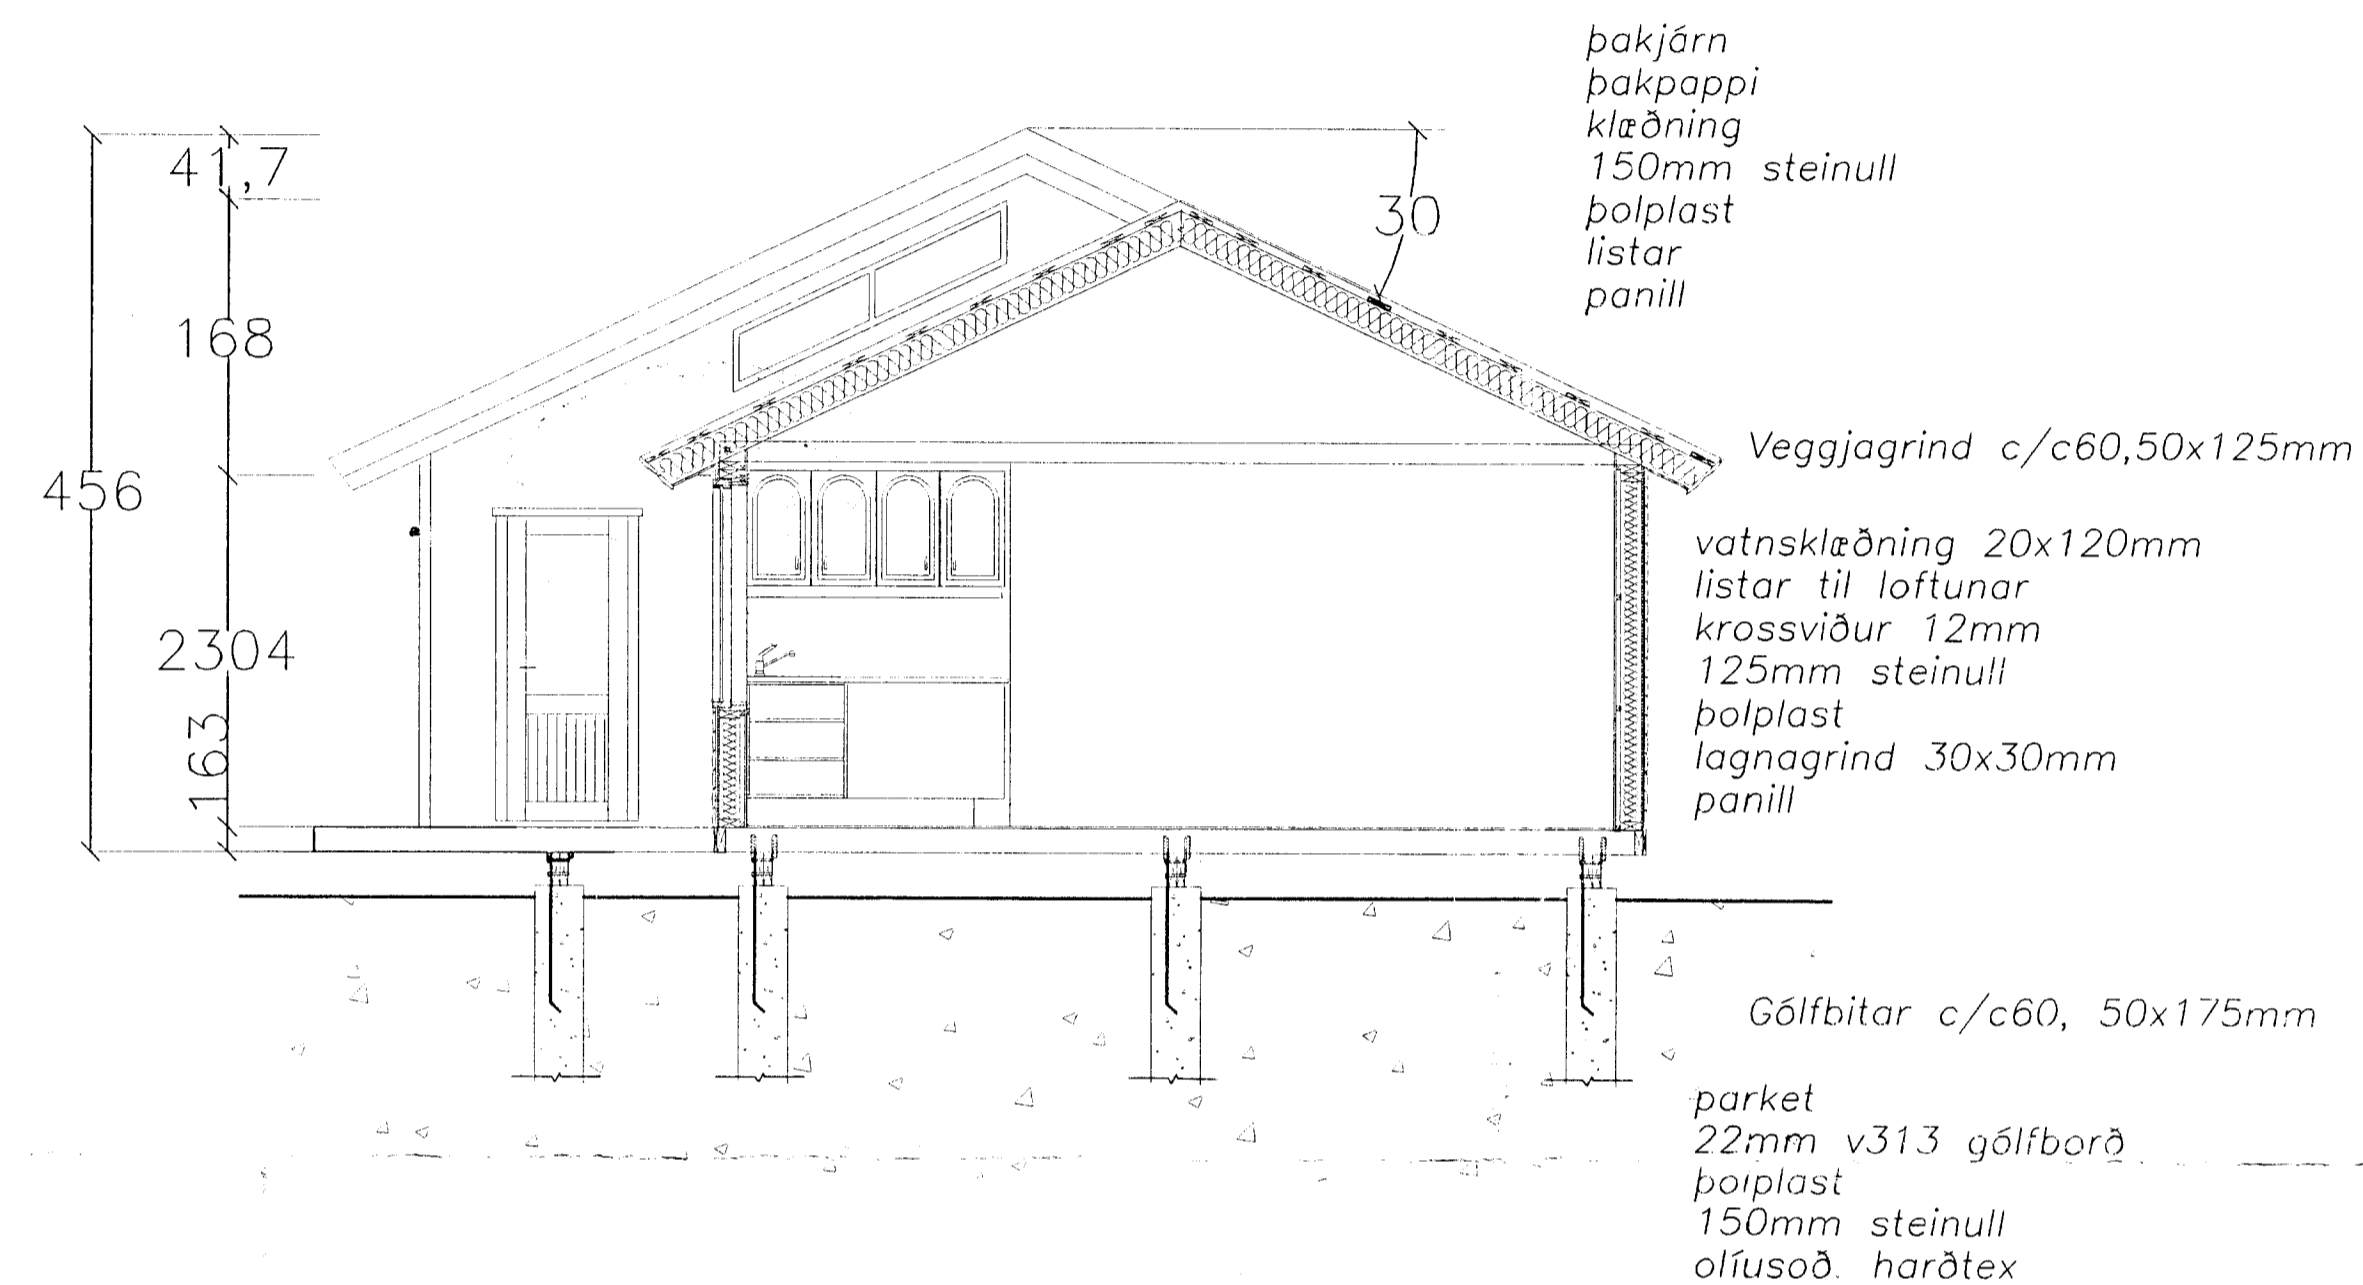 þakjárn
þakpappi
klæðning
150mm steinull
þolplast
listar
panill
41,7
30
168
456
2304
163
Veggjagrind c/c60,50x125mm
vatnsklæðning 20x120mm
listar til loftunar
krossviður 12mm
125mm steinull
þolplast
lagnagrind 30x30mm
panill
Gólfbitar c/c60, 50x175mm
parket
22mm v313 gólfborð
þolplast
150mm steinull
olíusoð. harðtex